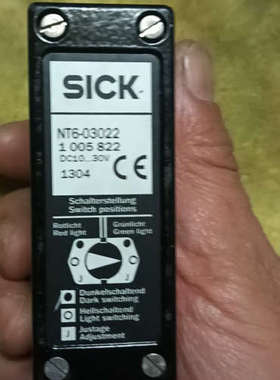 SICK
NT6-03022
1 005 822
DC10...30V
1304 CE
Schalterstellung
Switch positions
Rotlicht Grünlicht
Red light Green light
J J
Dunkelschaltend
Dark switching
Hellschaltend
Light switching
J Justage
Adjustment